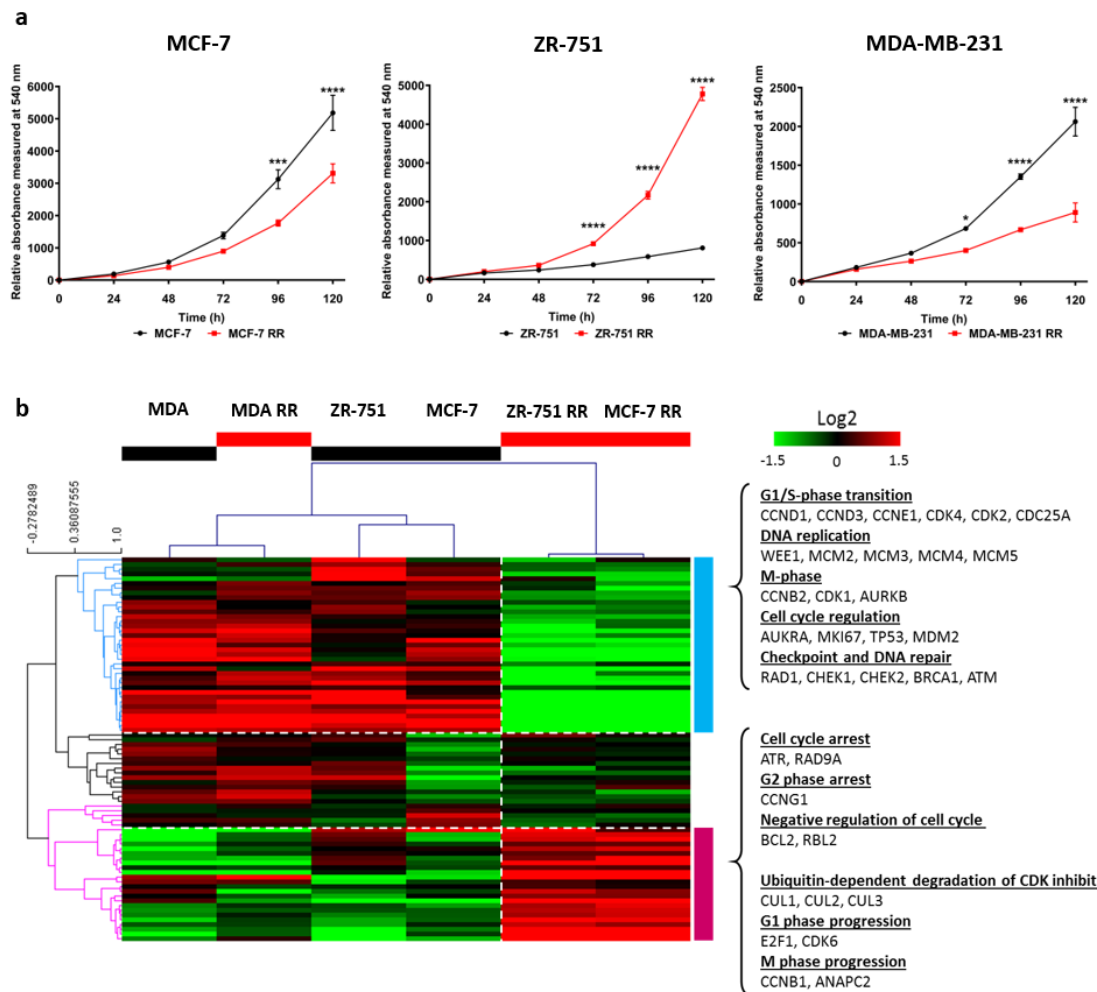 a
MCF-7
ZR-751
MDA-MB-231
Relative absorbance measured at 540 nm
6000
5000
4000
3000
2000
1000
0
***
****
0 24 48 72 96 120
Time (h)
MCF-7 MCF-7 RR
Relative absorbance measured at 540 nm
5000
4000
3000
2000
1000
0
****
****
****
0 24 48 72 96 120
Time (h)
ZR-751 ZR-751 RR
Relative absorbance measured at 540 nm
2500
2000
1500
1000
500
0
*
****
****
0 24 48 72 96 120
Time (h)
MDA-MB-231 MDA-MB-231 RR
b
MDA MDA RR ZR-751 MCF-7 ZR-751 RR MCF-7 RR
-0.2782489
0.36087555
1.0
Log2
-1.5 0 1.5
G1/S-phase transition
CCND1, CCND3, CCNE1, CDK4, CDK2, CDC25A
DNA replication
WEE1, MCM2, MCM3, MCM4, MCM5
M-phase
CCNB2, CDK1, AURKB
Cell cycle regulation
AUKRA, MKI67, TP53, MDM2
Checkpoint and DNA repair
RAD1, CHEK1, CHEK2, BRCA1, ATM
Cell cycle arrest
ATR, RAD9A
G2 phase arrest
CCNG1
Negative regulation of cell cycle
BCL2, RBL2
Ubiquitin-dependent degradation of CDK inhibit
CUL1, CUL2, CUL3
G1 phase progression
E2F1, CDK6
M phase progression
CCNB1, ANAPC2